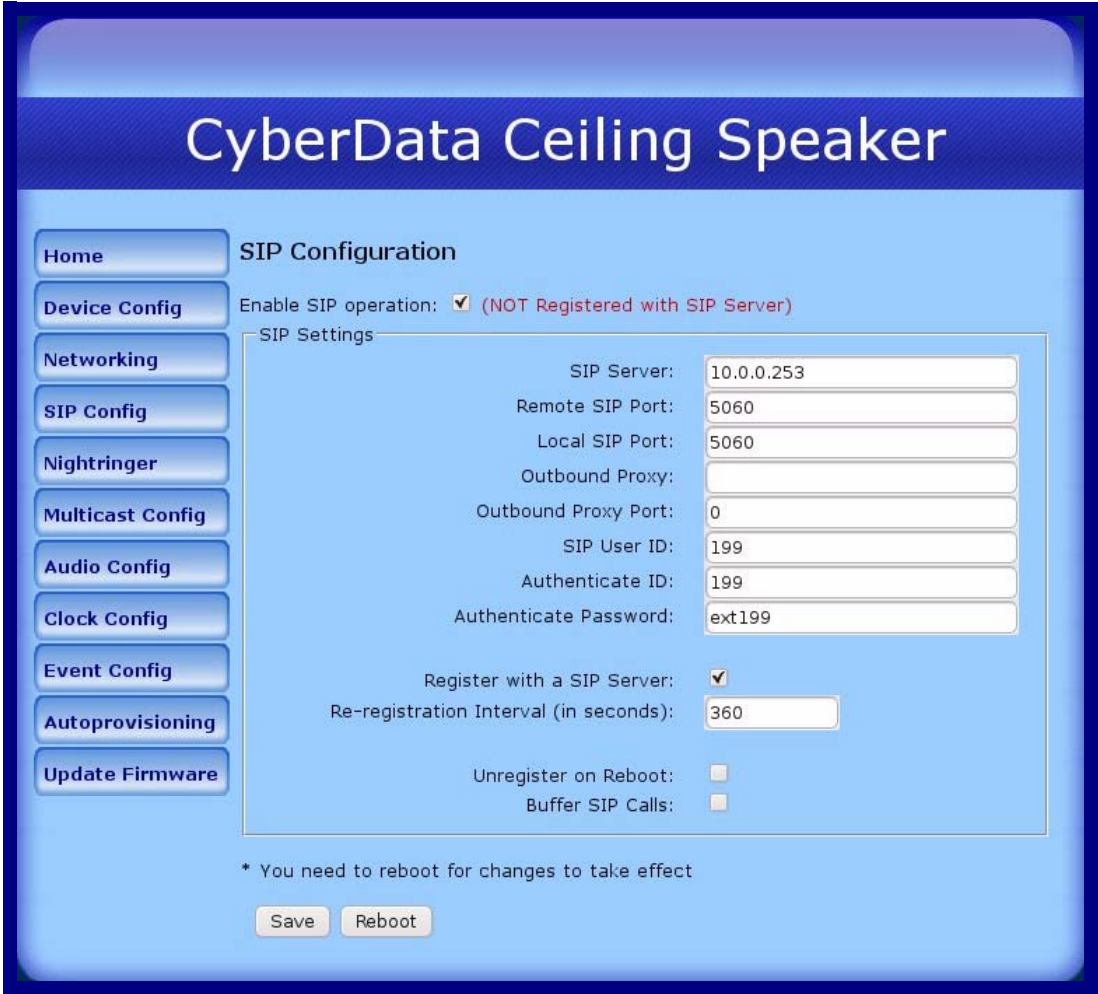 CyberData Ceiling Speaker
Home
Device Config
Networking
SIP Config
Nightringer
Multicast Config
Audio Config
Clock Config
Event Config
Autoprovisioning
Update Firmware
SIP Configuration
Enable SIP operation: (NOT Registered with SIP Server)
SIP Settings
SIP Server: 10.0.0.253
Remote SIP Port: 5060
Local SIP Port: 5060
Outbound Proxy:
Outbound Proxy Port: 0
SIP User ID: 199
Authenticate ID: 199
Authenticate Password: ext199
Register with a SIP Server:
Re-registration Interval (in seconds): 360
Unregister on Reboot:
Buffer SIP Calls:
* You need to reboot for changes to take effect
Save Reboot